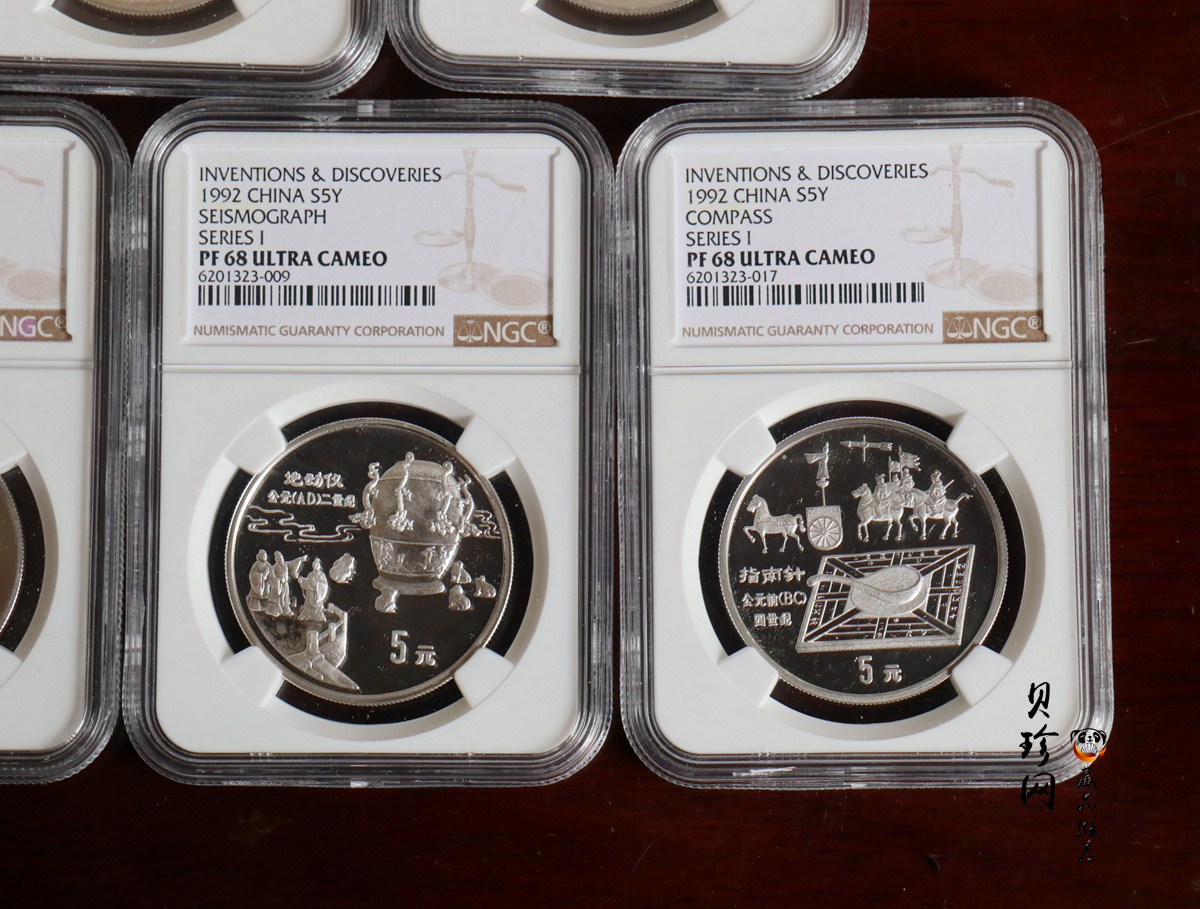 NGC®
INVENTIONS & DISCOVERIES
1992 CHINA S5Y
SEISMOGRAPH
SERIES I
PF 68 ULTRA CAMEO
6201323-009
NUMISMATIC GUARANTY CORPORATION
NGC®
地动仪
公元(AD)二世纪
5元
INVENTIONS & DISCOVERIES
1992 CHINA S5Y
COMPASS
SERIES I
PF 68 ULTRA CAMEO
6201323-017
NUMISMATIC GUARANTY CORPORATION
NGC®
指南针
公元前(BC)
四世纪
5元
贝珍网